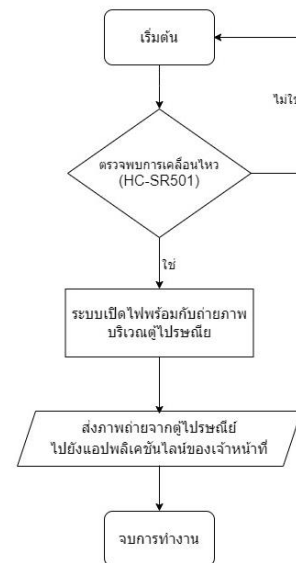 เริ่มต้น
ไม่ใช่
ตรวจพบการเคลื่อนไหว
(HC-SR501)
ใช่
ระบบเปิดไฟพร้อมกับถ่ายภาพ
บริเวณตู้ไปรษณีย
ส่งภาพถ่ายจากตู้ไปรษณีย์
ไปยังแอปพลิเคชันไลน์ของเจ้าหน้าที่
จบการทำงาน